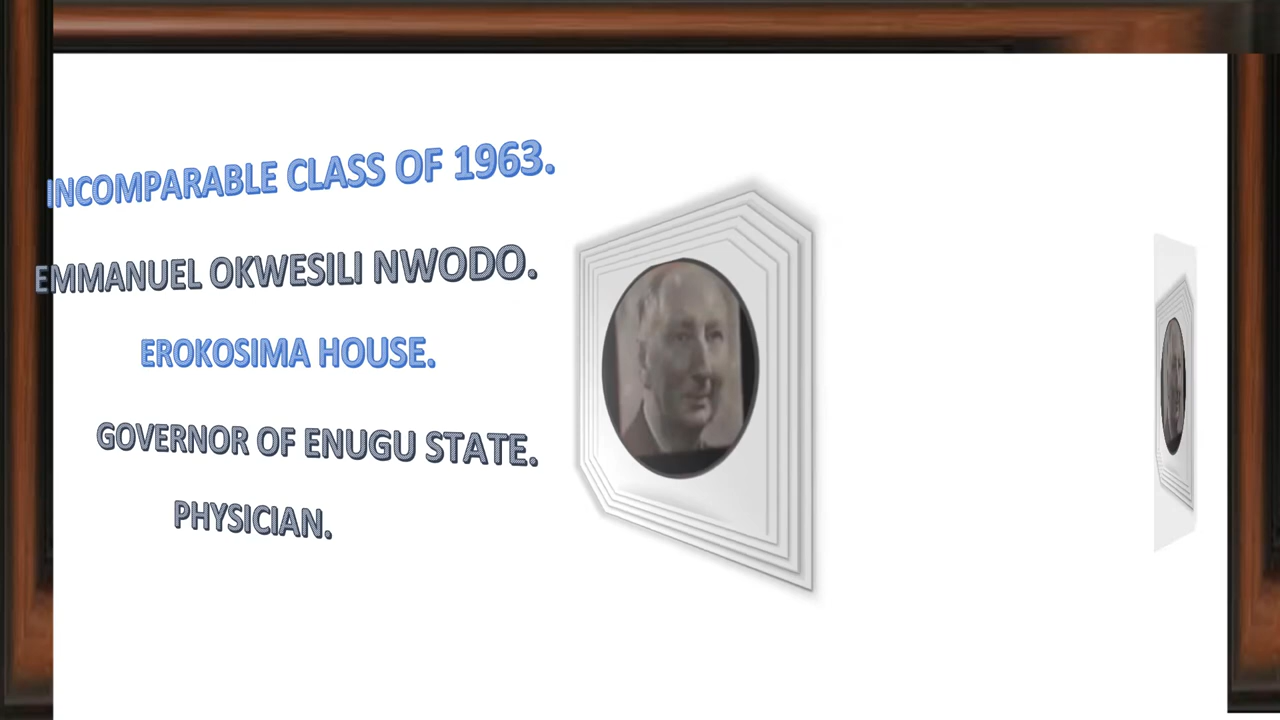 INCOMPARABLE CLASS OF 1963.
EMMANUEL OKWESILI NWODO.
EROKOSIMA HOUSE.
GOVERNOR OF ENUGU STATE.
PHYSICIAN.